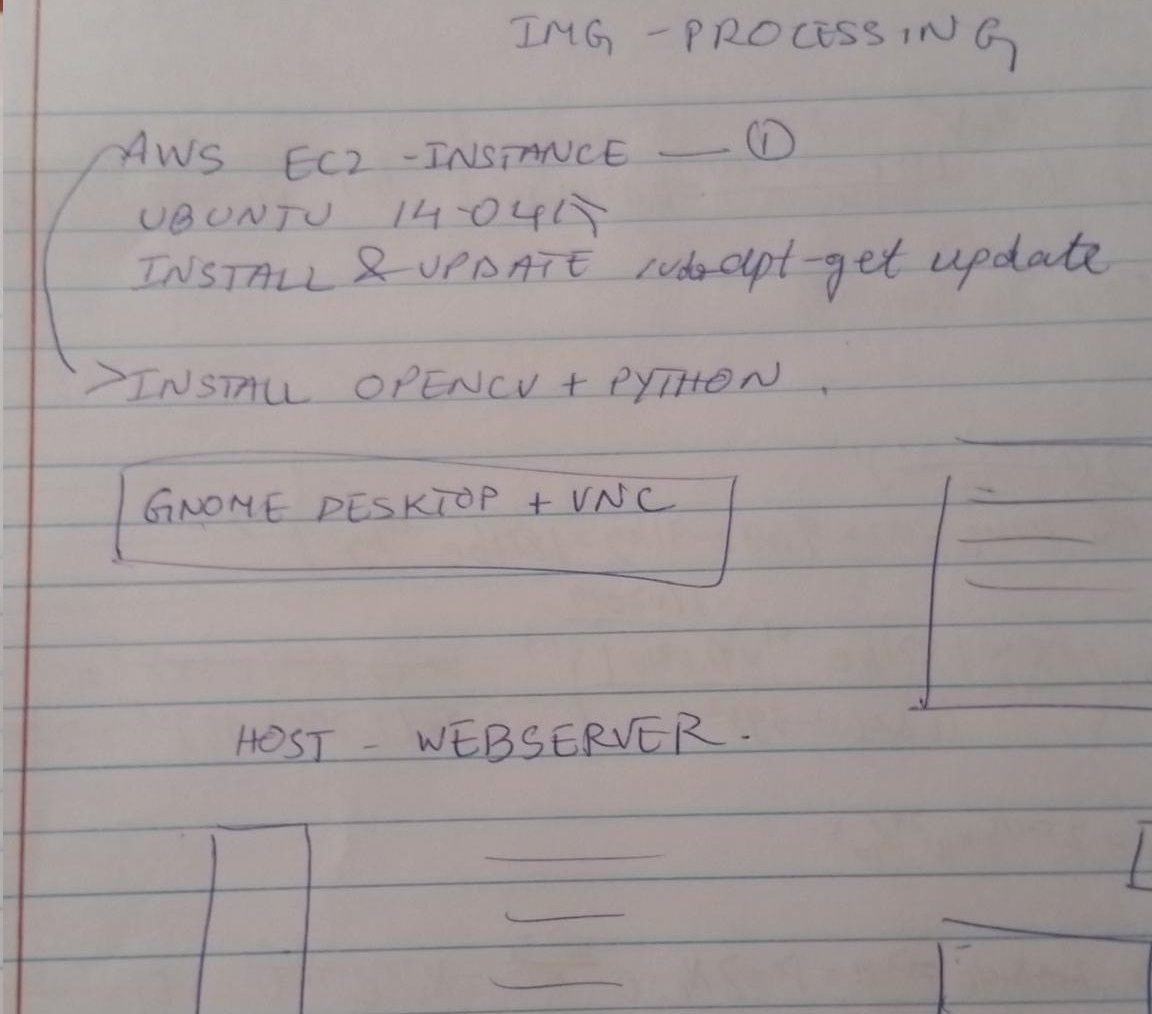 IMG - PROCESSING
AWS EC2 - INSTANCE — ①
UBUNTU 14-04
INSTALL & UPDATE sudo apt-get update
> INSTALL OPENCV + PYTHON .
GNOME DESKTOP + VNC
HOST - WEBSERVER .